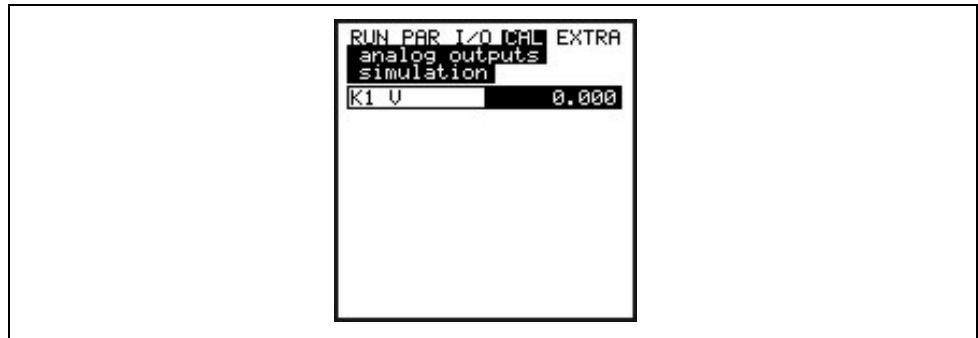 RUN PAR I/O CAL EXTRA
analog outputs
simulation
K1 V 0.000